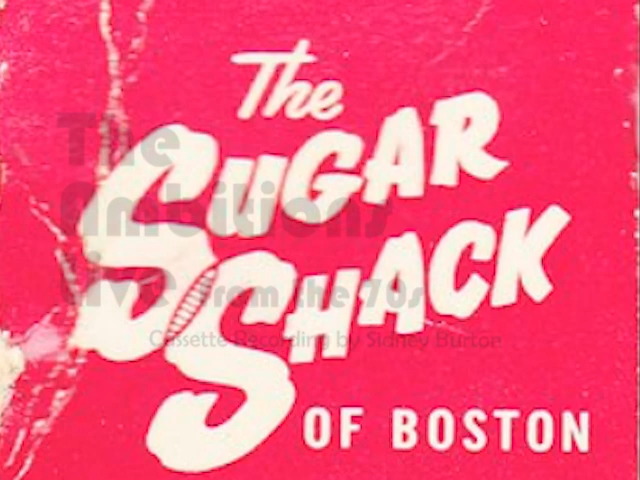 The
SUGAR
SHACK
OF BOSTON
The
Ambitions
Live from the 70s
Cassette Recording by Sidney Burton